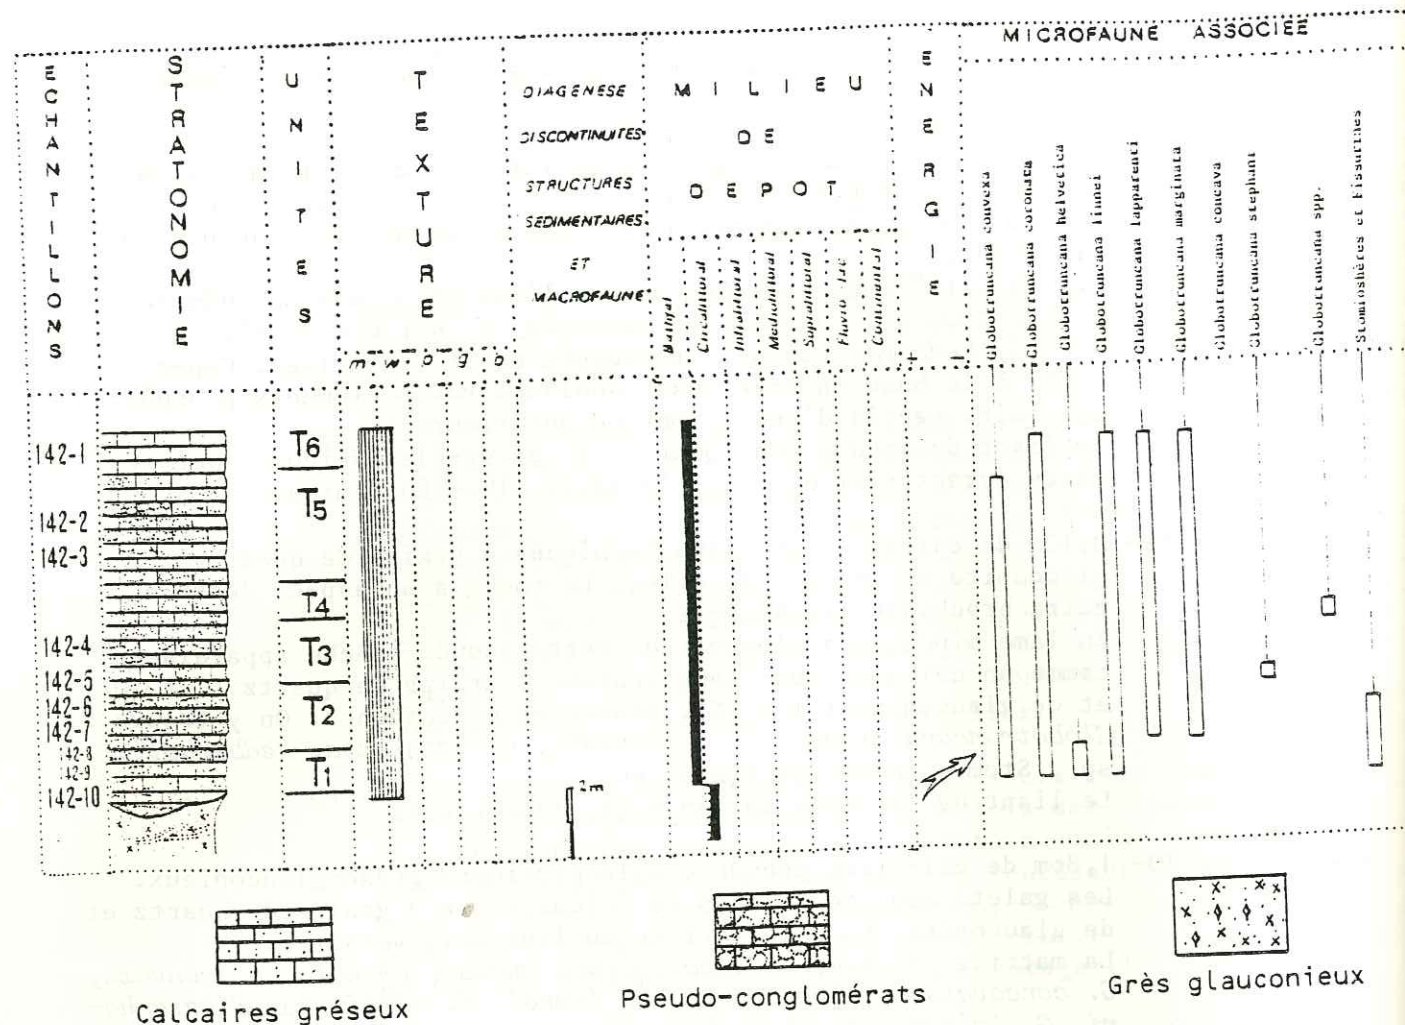 MICROFAUNE ASSOCIÉE
ECHANTILLONS
STRATONOMIE
UNITES
TEXTURE
DIAGENESE
DISCONTINUITES
STRUCTURES
SEDIMENTAIRES
ET
MACROFAUNE
MILIEU
DE
DEPOT
ENERGIE
m w p g b
Bathyal
Circalittoral
Infralittoral
Mediolittoral
Supralittoral
Fluvio-lac
Continental
+ -
Globotruncana convexa
Globotruncana coronata
Globotruncana helvetica
Globotruncana linnei
Globotruncana lapparenti
Globotruncana marginata
Globotruncana concava
Globotruncana stephani
Globotruncana spp.
Stomiosphères et Fissurines
142-1
142-2
142-3
142-4
142-5
142-6
142-7
142-8
142-9
142-10
T6
T5
T4
T3
T2
T1
2m
Calcaires gréseux
Pseudo-conglomérats
Grès glauconieux